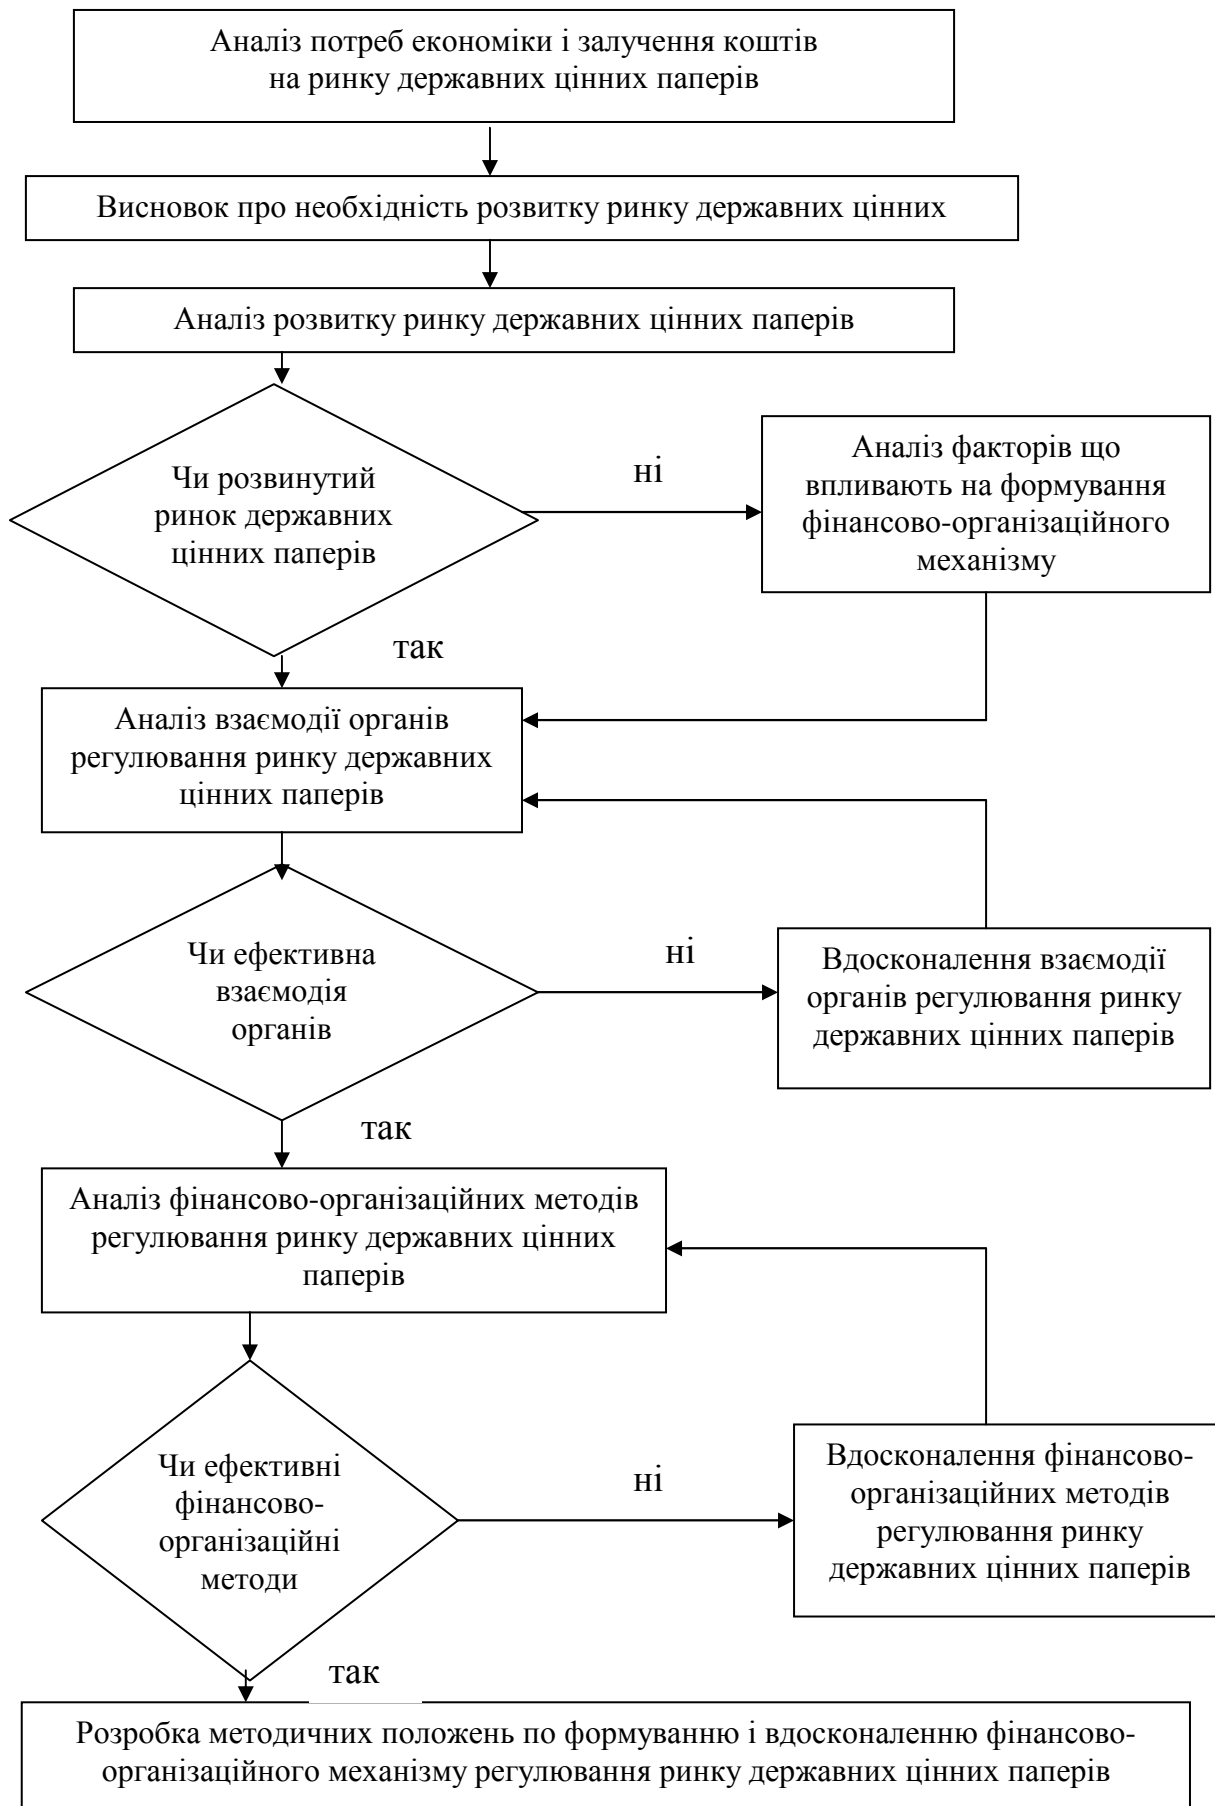 Аналіз потреб економіки і залучення коштів
на ринку державних цінних паперів
Висновок про необхідність розвитку ринку державних цінних
Аналіз розвитку ринку державних цінних паперів
Чи розвинутий
ринок державних
цінних паперів
ні
Аналіз факторів що
впливають на формування
фінансово-організаційного
механізму
так
Аналіз взаємодії органів
регулювання ринку державних
цінних паперів
Чи ефективна
взаємодія
органів
ні
Вдосконалення взаємодії
органів регулювання ринку
державних цінних паперів
так
Аналіз фінансово-організаційних методів
регулювання ринку державних цінних
паперів
Чи ефективні
фінансово-
організаційні
методи
ні
Вдосконалення фінансово-
організаційних методів
регулювання ринку
державних цінних паперів
так
Розробка методичних положень по формуванню і вдосконаленню фінансово-
організаційного механізму регулювання ринку державних цінних паперів